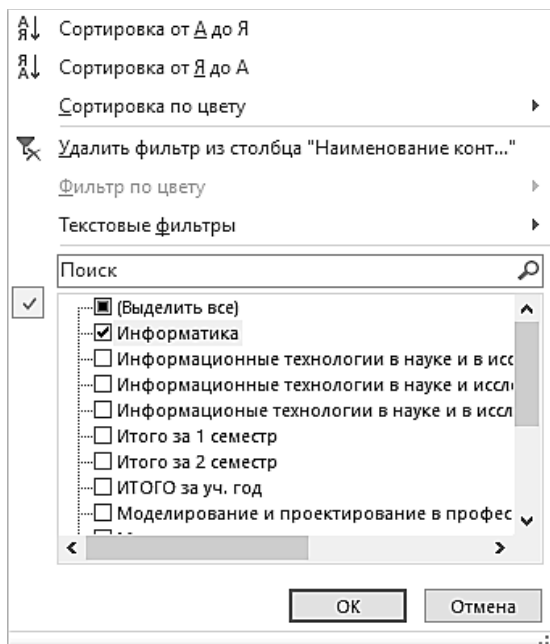 Сортировка от А до Я
Сортировка от Я до А
Сортировка по цвету
Удалить фильтр из столбца "Наименование конт..."
Фильтр по цвету
Текстовые фильтры
Поиск
(Выделить все)
Информатика
Информационные технологии в науке и в исс
Информационные технологии в науке и иссл
Информационые технологии в науке и в иссл
Итого за 1 семестр
Итого за 2 семестр
ИТОГО за уч. год
Моделирование и проектирование в профес
ОК
Отмена